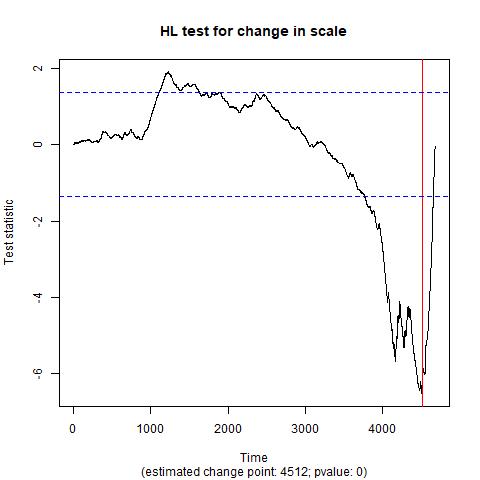 HL test for change in scale
2
0
-2
-4
-6
Test statistic
0
1000
2000
3000
4000
Time
(estimated change point: 4512; pvalue: 0)